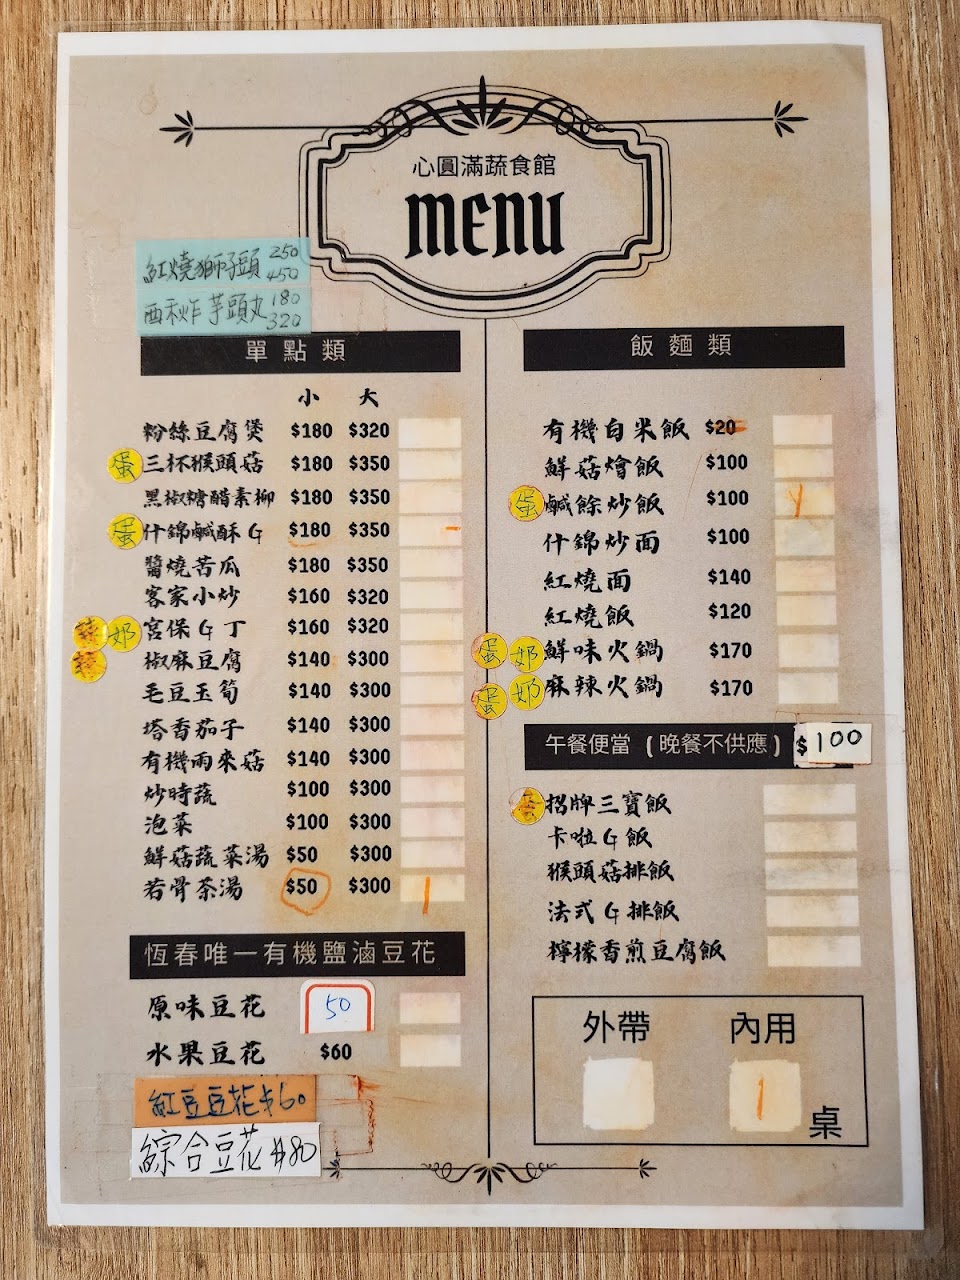 心圓滿蔬食館
MENU
紅燒獅子頭 250 450
西秋炸芋頭丸 180 320
單點類
小 大
粉絲豆腐煲 $180 $320
蛋 三杯猴頭菇 $180 $350
黑椒糖醋素柳 $180 $350
蛋 什錦鹹酥G $180 $350
醬燒苦瓜 $180 $350
客家小炒 $160 $320
辣 奶 宮保G丁 $160 $320
辣 椒麻豆腐 $140 $300
毛豆玉筍 $140 $300
塔香茄子 $140 $300
有機雨來菇 $140 $300
炒時蔬 $100 $300
泡菜 $100 $300
鮮菇蔬菜湯 $50 $300
若骨茶湯 $50 $300
恆春唯一有機鹽滷豆花
原味豆花 50
水果豆花 $60
紅豆豆花$60
綜合豆花$80
飯麵類
有機白米飯 $20
鮮菇燴飯 $100
蛋 鹹餘炒飯 $100
什錦炒面 $100
紅燒面 $140
紅燒飯 $120
蛋 奶 鮮味火鍋 $170
蛋 奶 麻辣火鍋 $170
午餐便當 (晚餐不供應) $100
蛋 招牌三寶飯
卡啦G飯
猴頭菇排飯
法式G排飯
檸檬香煎豆腐飯
外帶 內用
1 桌